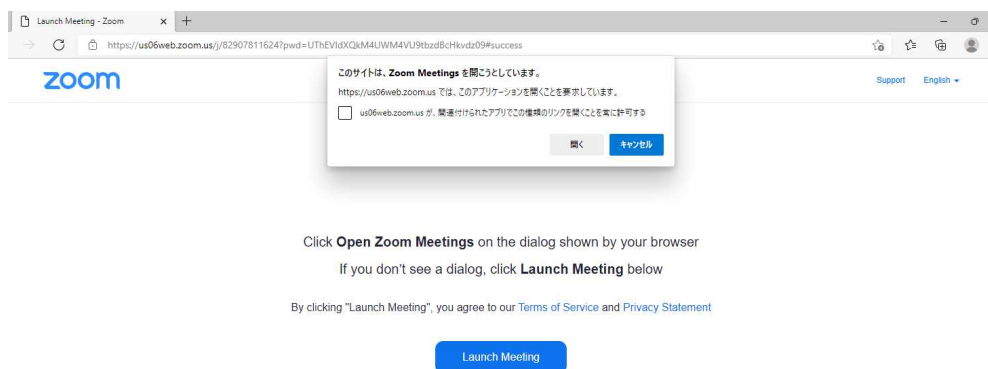 Launch Meeting - Zoom
https://us06web.zoom.us/j/82907811624?pwd=UThEVldXQkM4UWM4VU9tbzdBcHkvdz09#success
zoom
Support English
このサイトは、Zoom Meetings を開こうとしています。
https://us06web.zoom.us では、このアプリケーションを開くことを要求しています。
us06web.zoom.us が、関連付けられたアプリでこの種類のリンクを開くことを常に許可する
開く キャンセル
Click Open Zoom Meetings on the dialog shown by your browser
If you don't see a dialog, click Launch Meeting below
By clicking "Launch Meeting", you agree to our Terms of Service and Privacy Statement
Launch Meeting